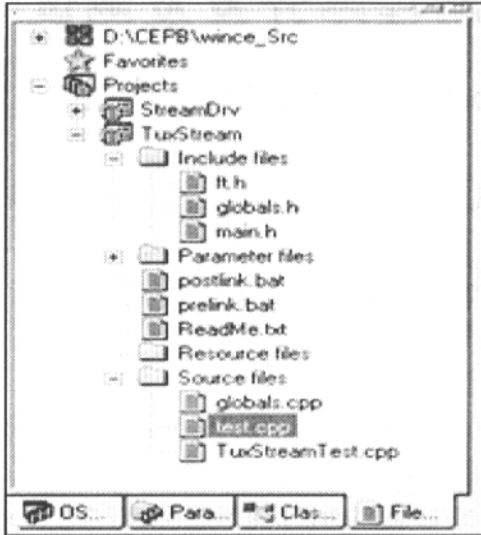 D:\CEPB\wince_Src
Favorites
Projects
StreamDrv
TuxStream
Include files
ft.h
globals.h
main.h
Parameter files
postlink.bat
prelink.bat
ReadMe.txt
Resource files
Source files
globals.cpp
test.cpp
TuxStreamTest.cpp
OS... Para... Clas... File...